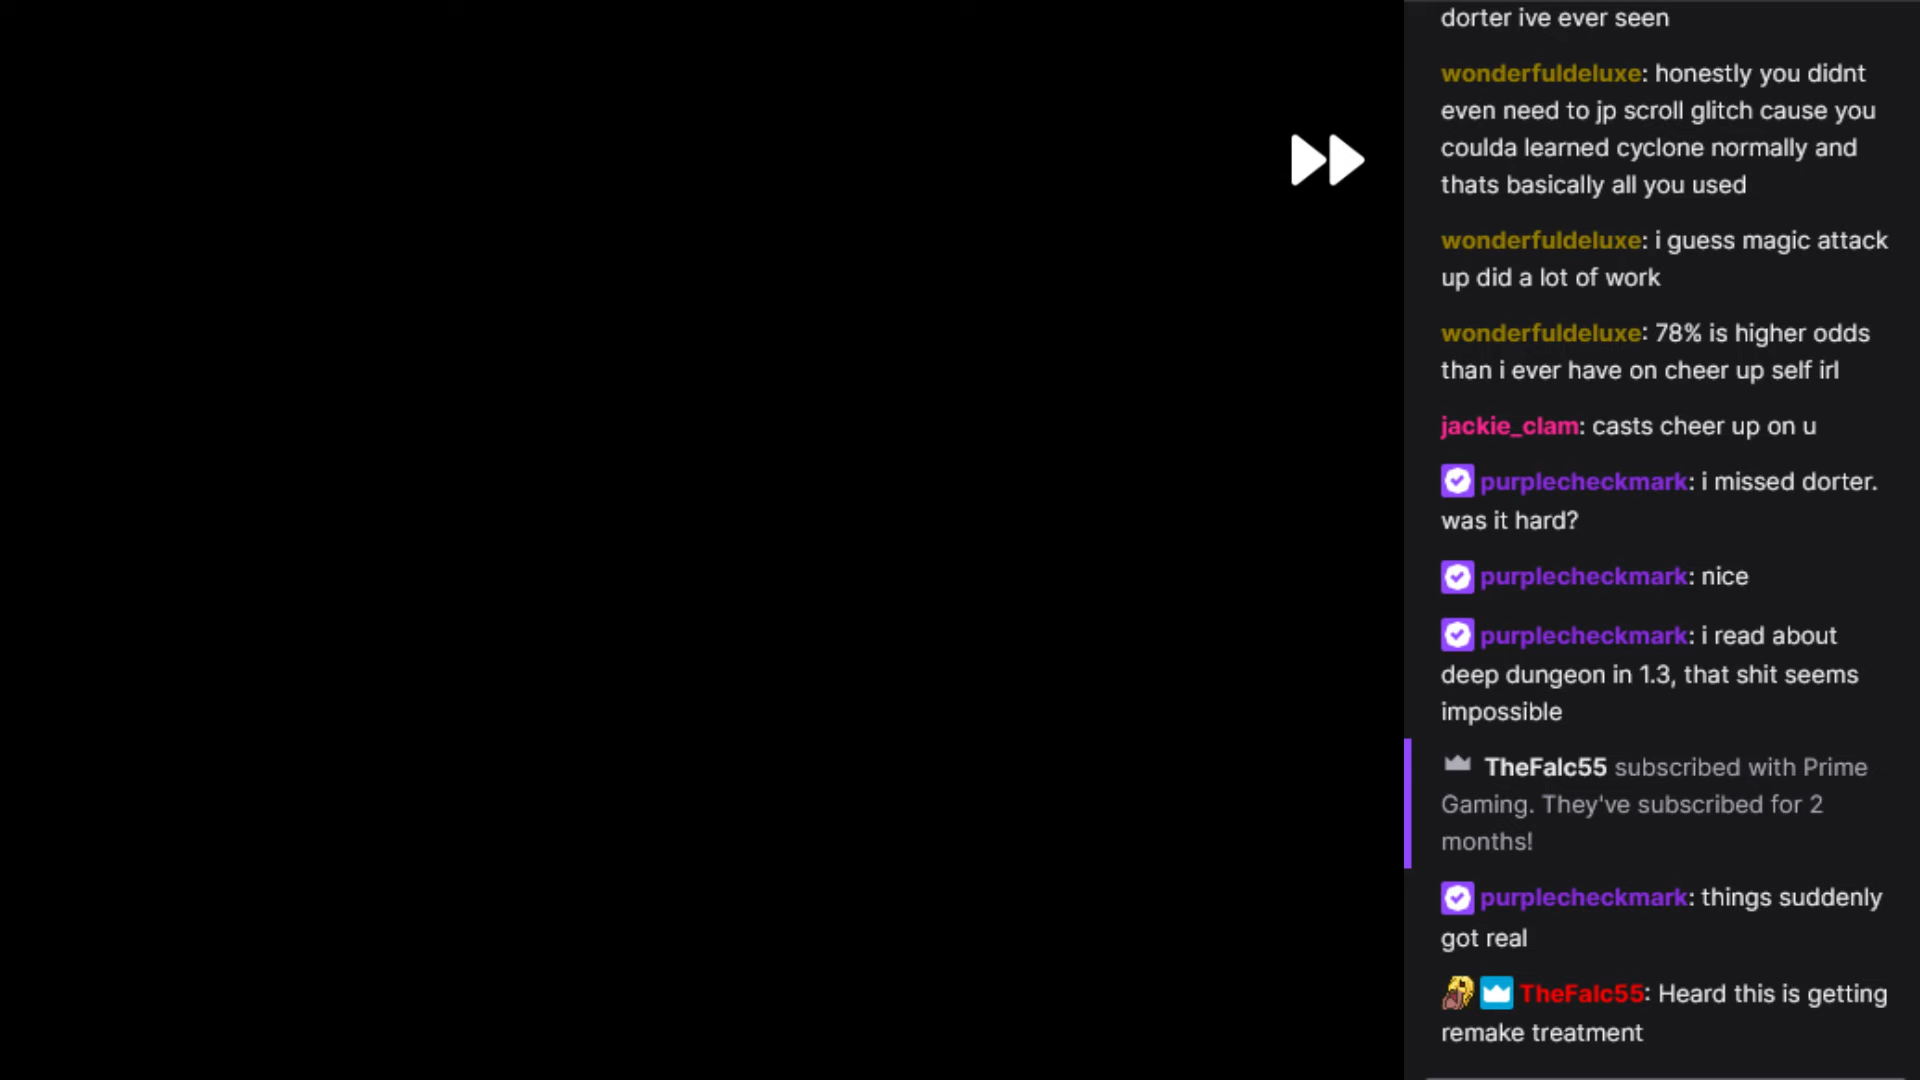 dorter ive ever seen
wonderfuldeluxe: honestly you didnt
even need to jp scroll glitch cause you
coulda learned cyclone normally and
thats basically all you used
wonderfuldeluxe: i guess magic attack
up did a lot of work
wonderfuldeluxe: 78% is higher odds
than i ever have on cheer up self irl
jackie_clam: casts cheer up on u
purplecheckmark: i missed dorter.
was it hard?
purplecheckmark: nice
purplecheckmark: i read about
deep dungeon in 1.3, that shit seems
impossible
TheFalc55 subscribed with Prime
Gaming. They've subscribed for 2
months!
purplecheckmark: things suddenly
got real
TheFalc55: Heard this is getting
remake treatment